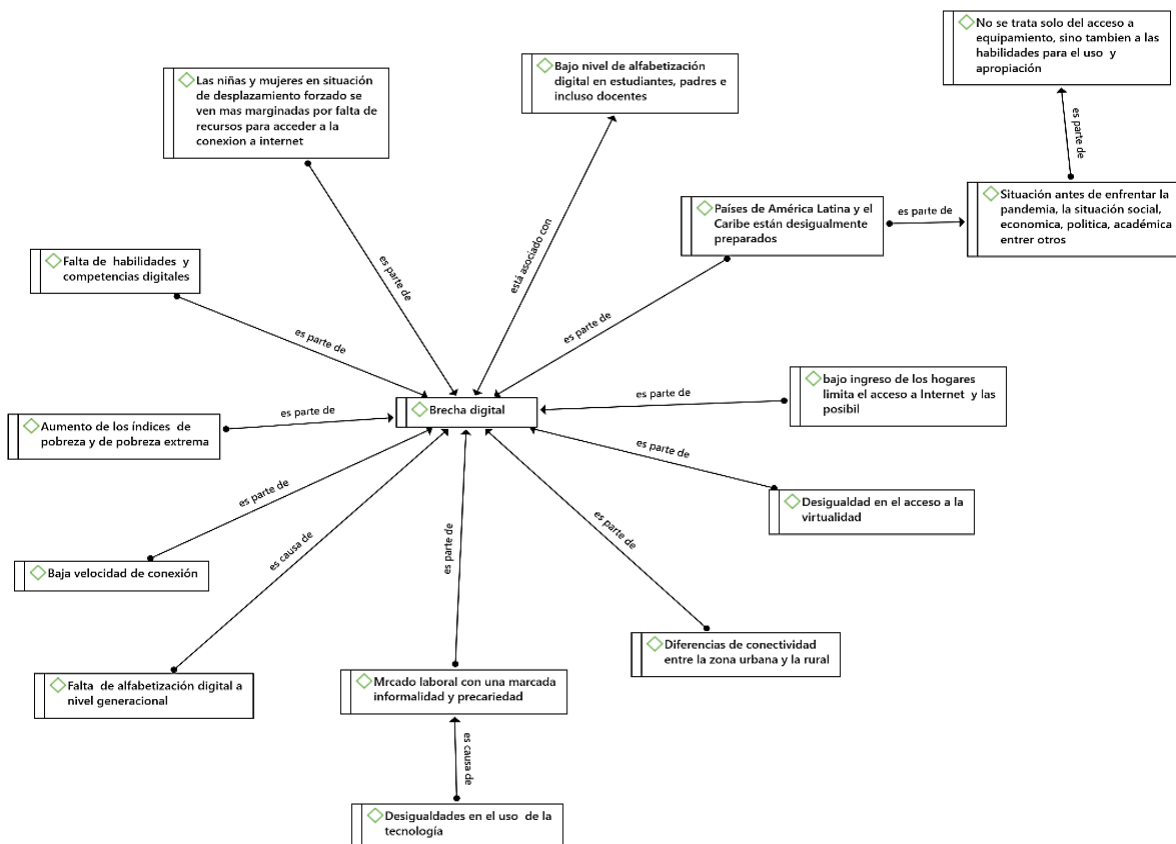 No se trata solo del acceso a
equipamiento, sino tambien a las
habilidades para el uso y
apropiación
Las niñas y mujeres en situación
de desplazamiento forzado se
ven mas marginadas por falta de
recursos para acceder a la
conexion a internet
Bajo nivel de alfabetización
digital en estudiantes, padres e
incluso docentes
es parte de
Países de América Latina y el
Caribe están desigualmente
preparados
es parte de
Situación antes de enfrentar la
pandemia, la situación social,
economica, politica, académica
entrer otros
Falta de habilidades y
competencias digitales
es parte de
está asociado con
es parte de
es parte de
bajo ingreso de los hogares
limita el acceso a Internet y las
posibil
es parte de
Aumento de los índices de
pobreza y de pobreza extrema
es parte de
Brecha digital
es parte de
Desigualdad en el acceso a la
virtualidad
es parte de
es causa de
es parte de
es parte de
Baja velocidad de conexión
Diferencias de conectividad
entre la zona urbana y la rural
Falta de alfabetización digital a
nivel generacional
Mrcado laboral con una marcada
informalidad y precariedad
es causa de
Desigualdades en el uso de la
tecnología